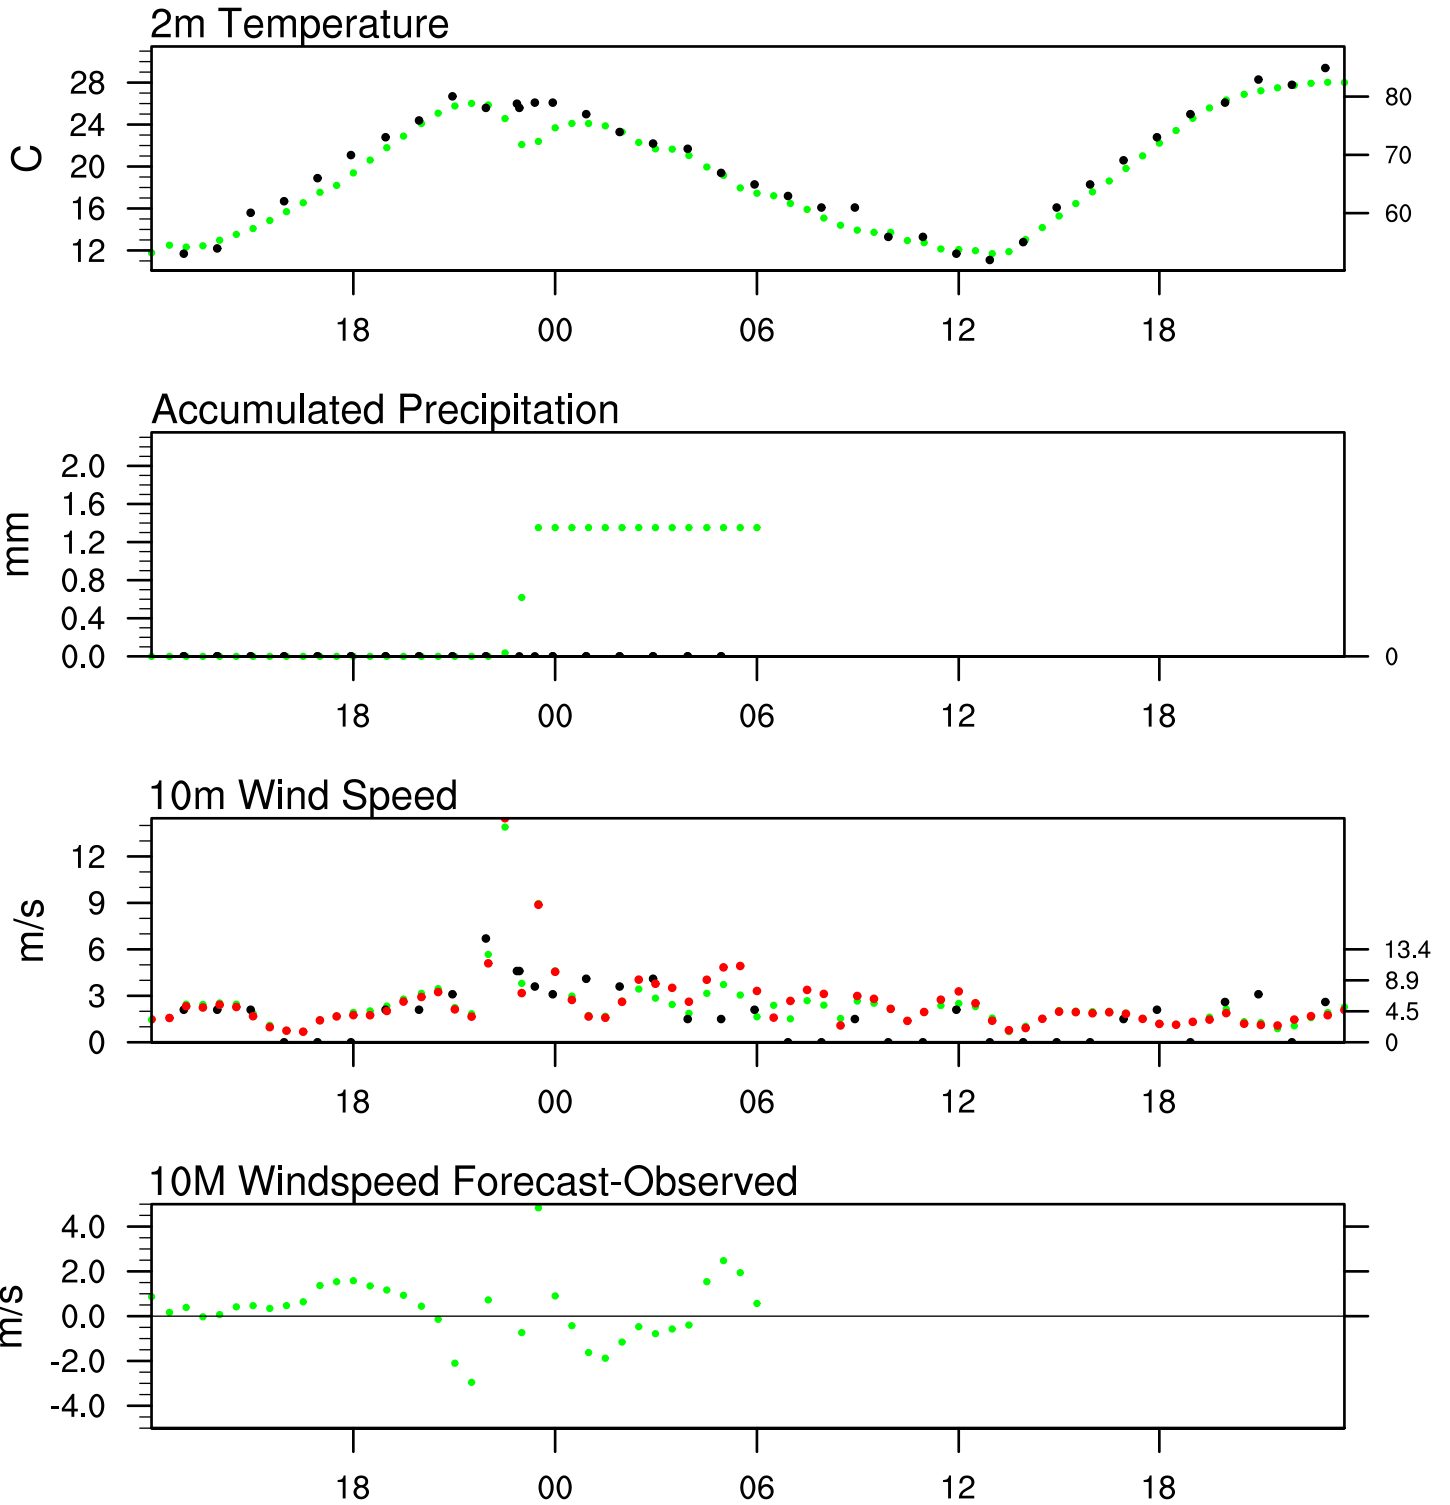 2m Temperature
28
24
20
16
12
C
80
70
60
18 00 06 12 18
Accumulated Precipitation
2.0
1.6
1.2
0.8
0.4
0.0
mm
0
18 00 06 12 18
10m Wind Speed
12
9
6
3
0
m/s
13.4
8.9
4.5
0
18 00 06 12 18
10M Windspeed Forecast-Observed
4.0
2.0
0.0
-2.0
-4.0
m/s
18 00 06 12 18